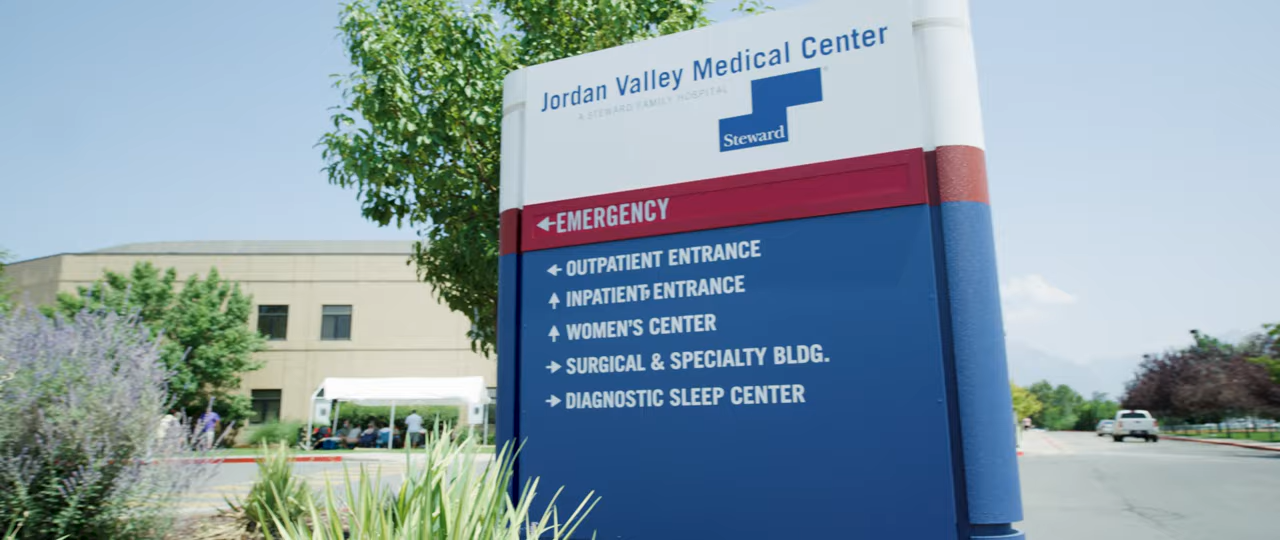 Jordan Valley Medical Center
A STEWARD FAMILY HOSPITAL
Steward
EMERGENCY
OUTPATIENT ENTRANCE
INPATIENT ENTRANCE
WOMEN'S CENTER
SURGICAL & SPECIALTY BLDG.
DIAGNOSTIC SLEEP CENTER